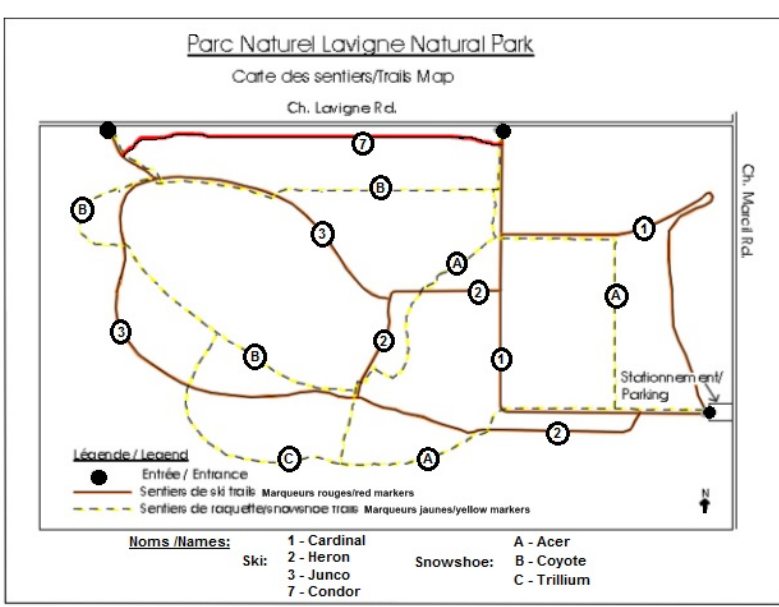 Parc Naturel Lavigne Natural Park
Carte des sentiers/Trails Map
Ch. Lavigne Rd.
Ch. Marcil Rd.
7
B
B
3
1
A
2
A
3
2
B
1
Stationnement/
Parking
2
C
A
Légende / Legend
Entrée / Entrance
Sentiers de ski trails Marqueurs rouges/red markers
Sentiers de raquette/snowshoe trails Marqueurs jaunes/yellow markers
N
Noms /Names:
Ski:
1 - Cardinal
2 - Heron
3 - Junco
7 - Condor
Snowshoe:
A - Acer
B - Coyote
C - Trillium